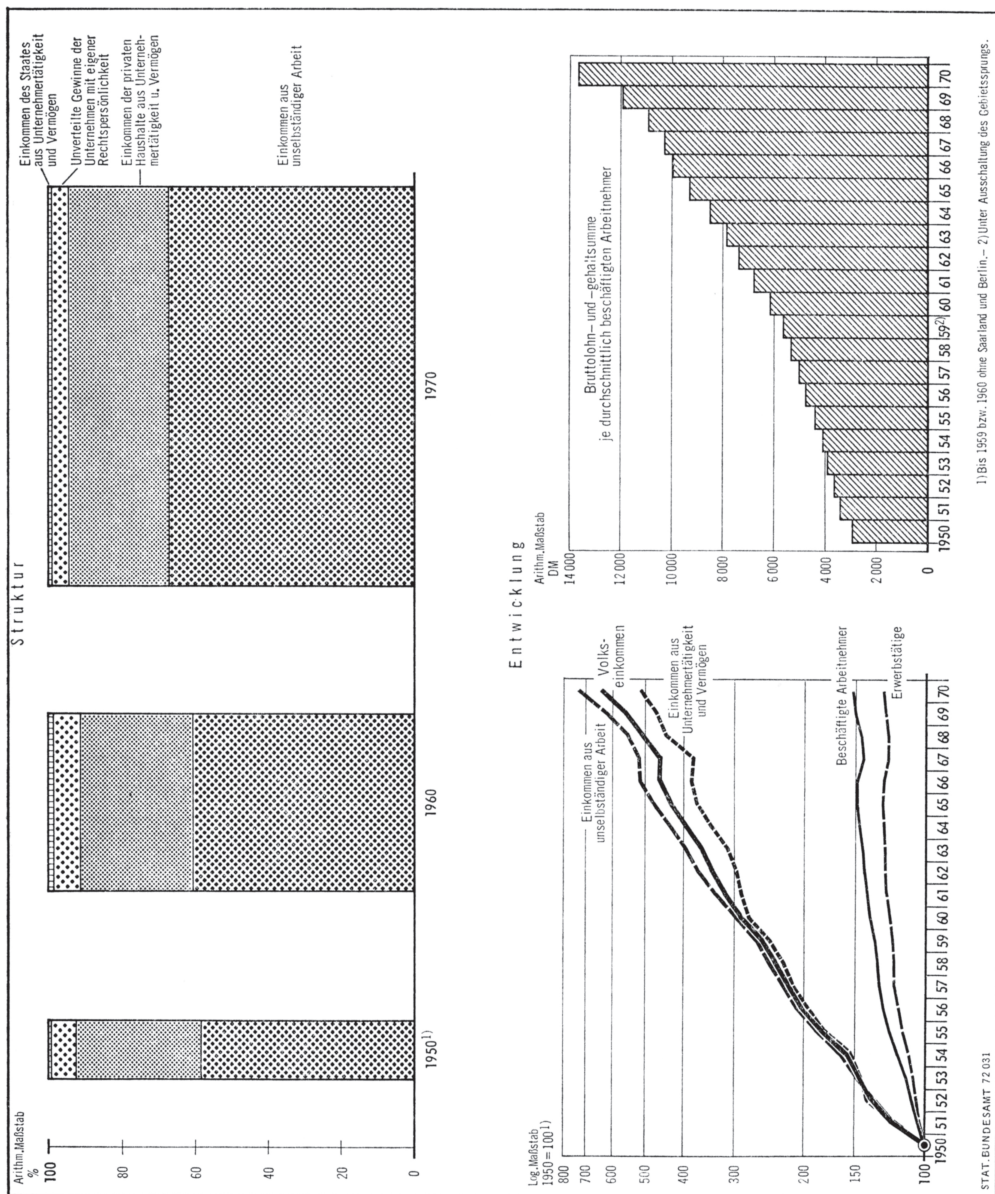 Struktur
Arithm.Maßstab
%
100
80
60
40
20
0
1950¹⁾
1960
1970
Einkommen des Staates
aus Unternehmertätigkeit
und Vermögen
Unverteilte Gewinne der
Unternehmen mit eigener
Rechtspersönlichkeit
Einkommen der privaten
Haushalte aus Unterneh-
mertätigkeit u. Vermögen
Einkommen aus
unselbständiger Arbeit
Entwicklung
Log.Maßstab
1950=100¹⁾
800
700
600
500
400
300
200
150
100
Volks-
einkommen
Einkommen aus
unselbständiger Arbeit
Einkommen aus
Unternehmertätigkeit
und Vermögen
Beschäftigte Arbeitnehmer
Erwerbstätige
1950 51 52 53 54 55 56 57 58 59 60 61 62 63 64 65 66 67 68 69 70
Arithm.Maßstab
DM
14 000
12 000
10 000
8 000
6 000
4 000
2 000
0
Bruttolohn- und -gehaltsumme
je durchschnittlich beschäftigten Arbeitnehmer
1950 51 52 53 54 55 56 57 58 59²⁾ 60 61 62 63 64 65 66 67 68 69 70
1) Bis 1959 bzw. 1960 ohne Saarland und Berlin.– 2) Unter Ausschaltung des Gebietssprungs.
STAT. BUNDESAMT 72 031